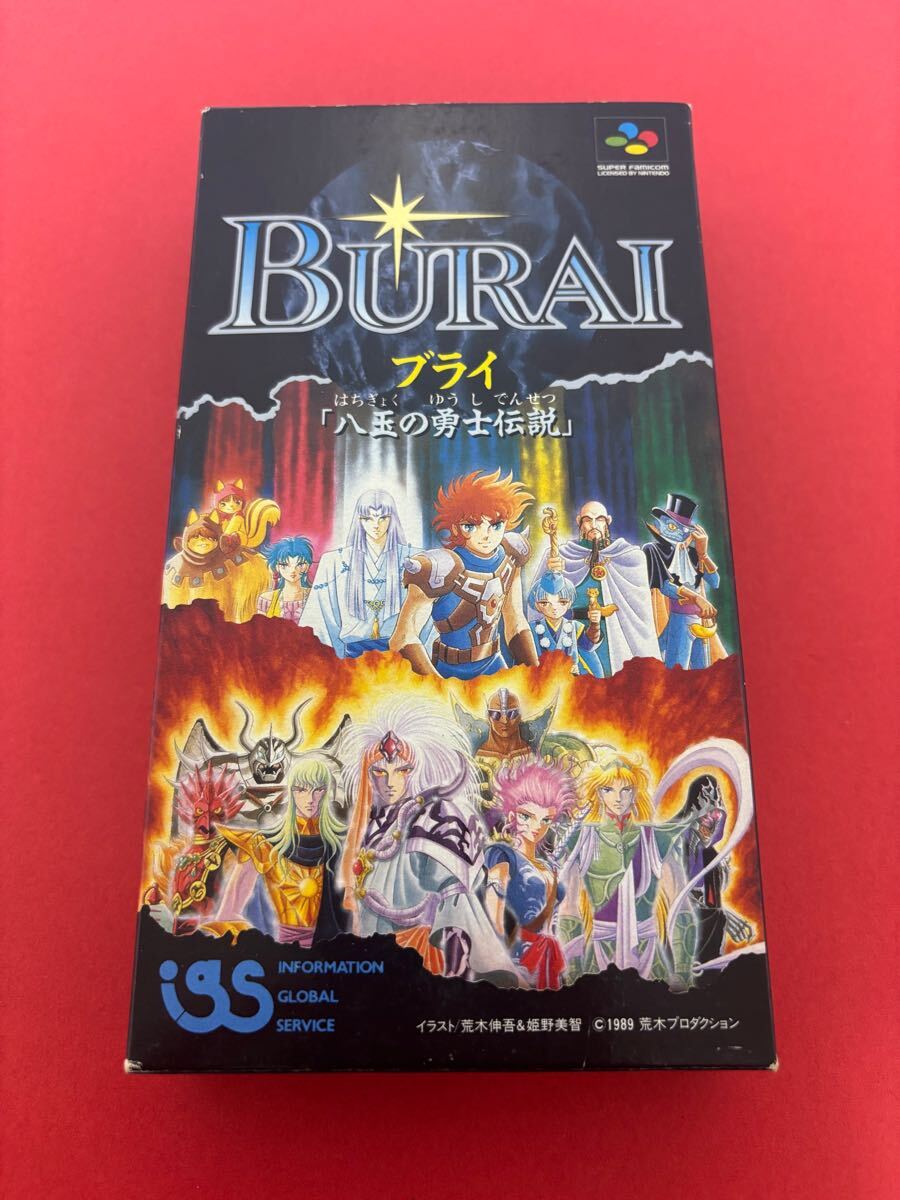 SUPER FAMICOM
LICENSED BY NINTENDO
BURAI
ブライ
はちぎょく ゆうしでんせつ
「八玉の勇士伝説」
igs
INFORMATION
GLOBAL
SERVICE
イラスト/荒木伸吾&姫野美智 ©1989 荒木プロダクション